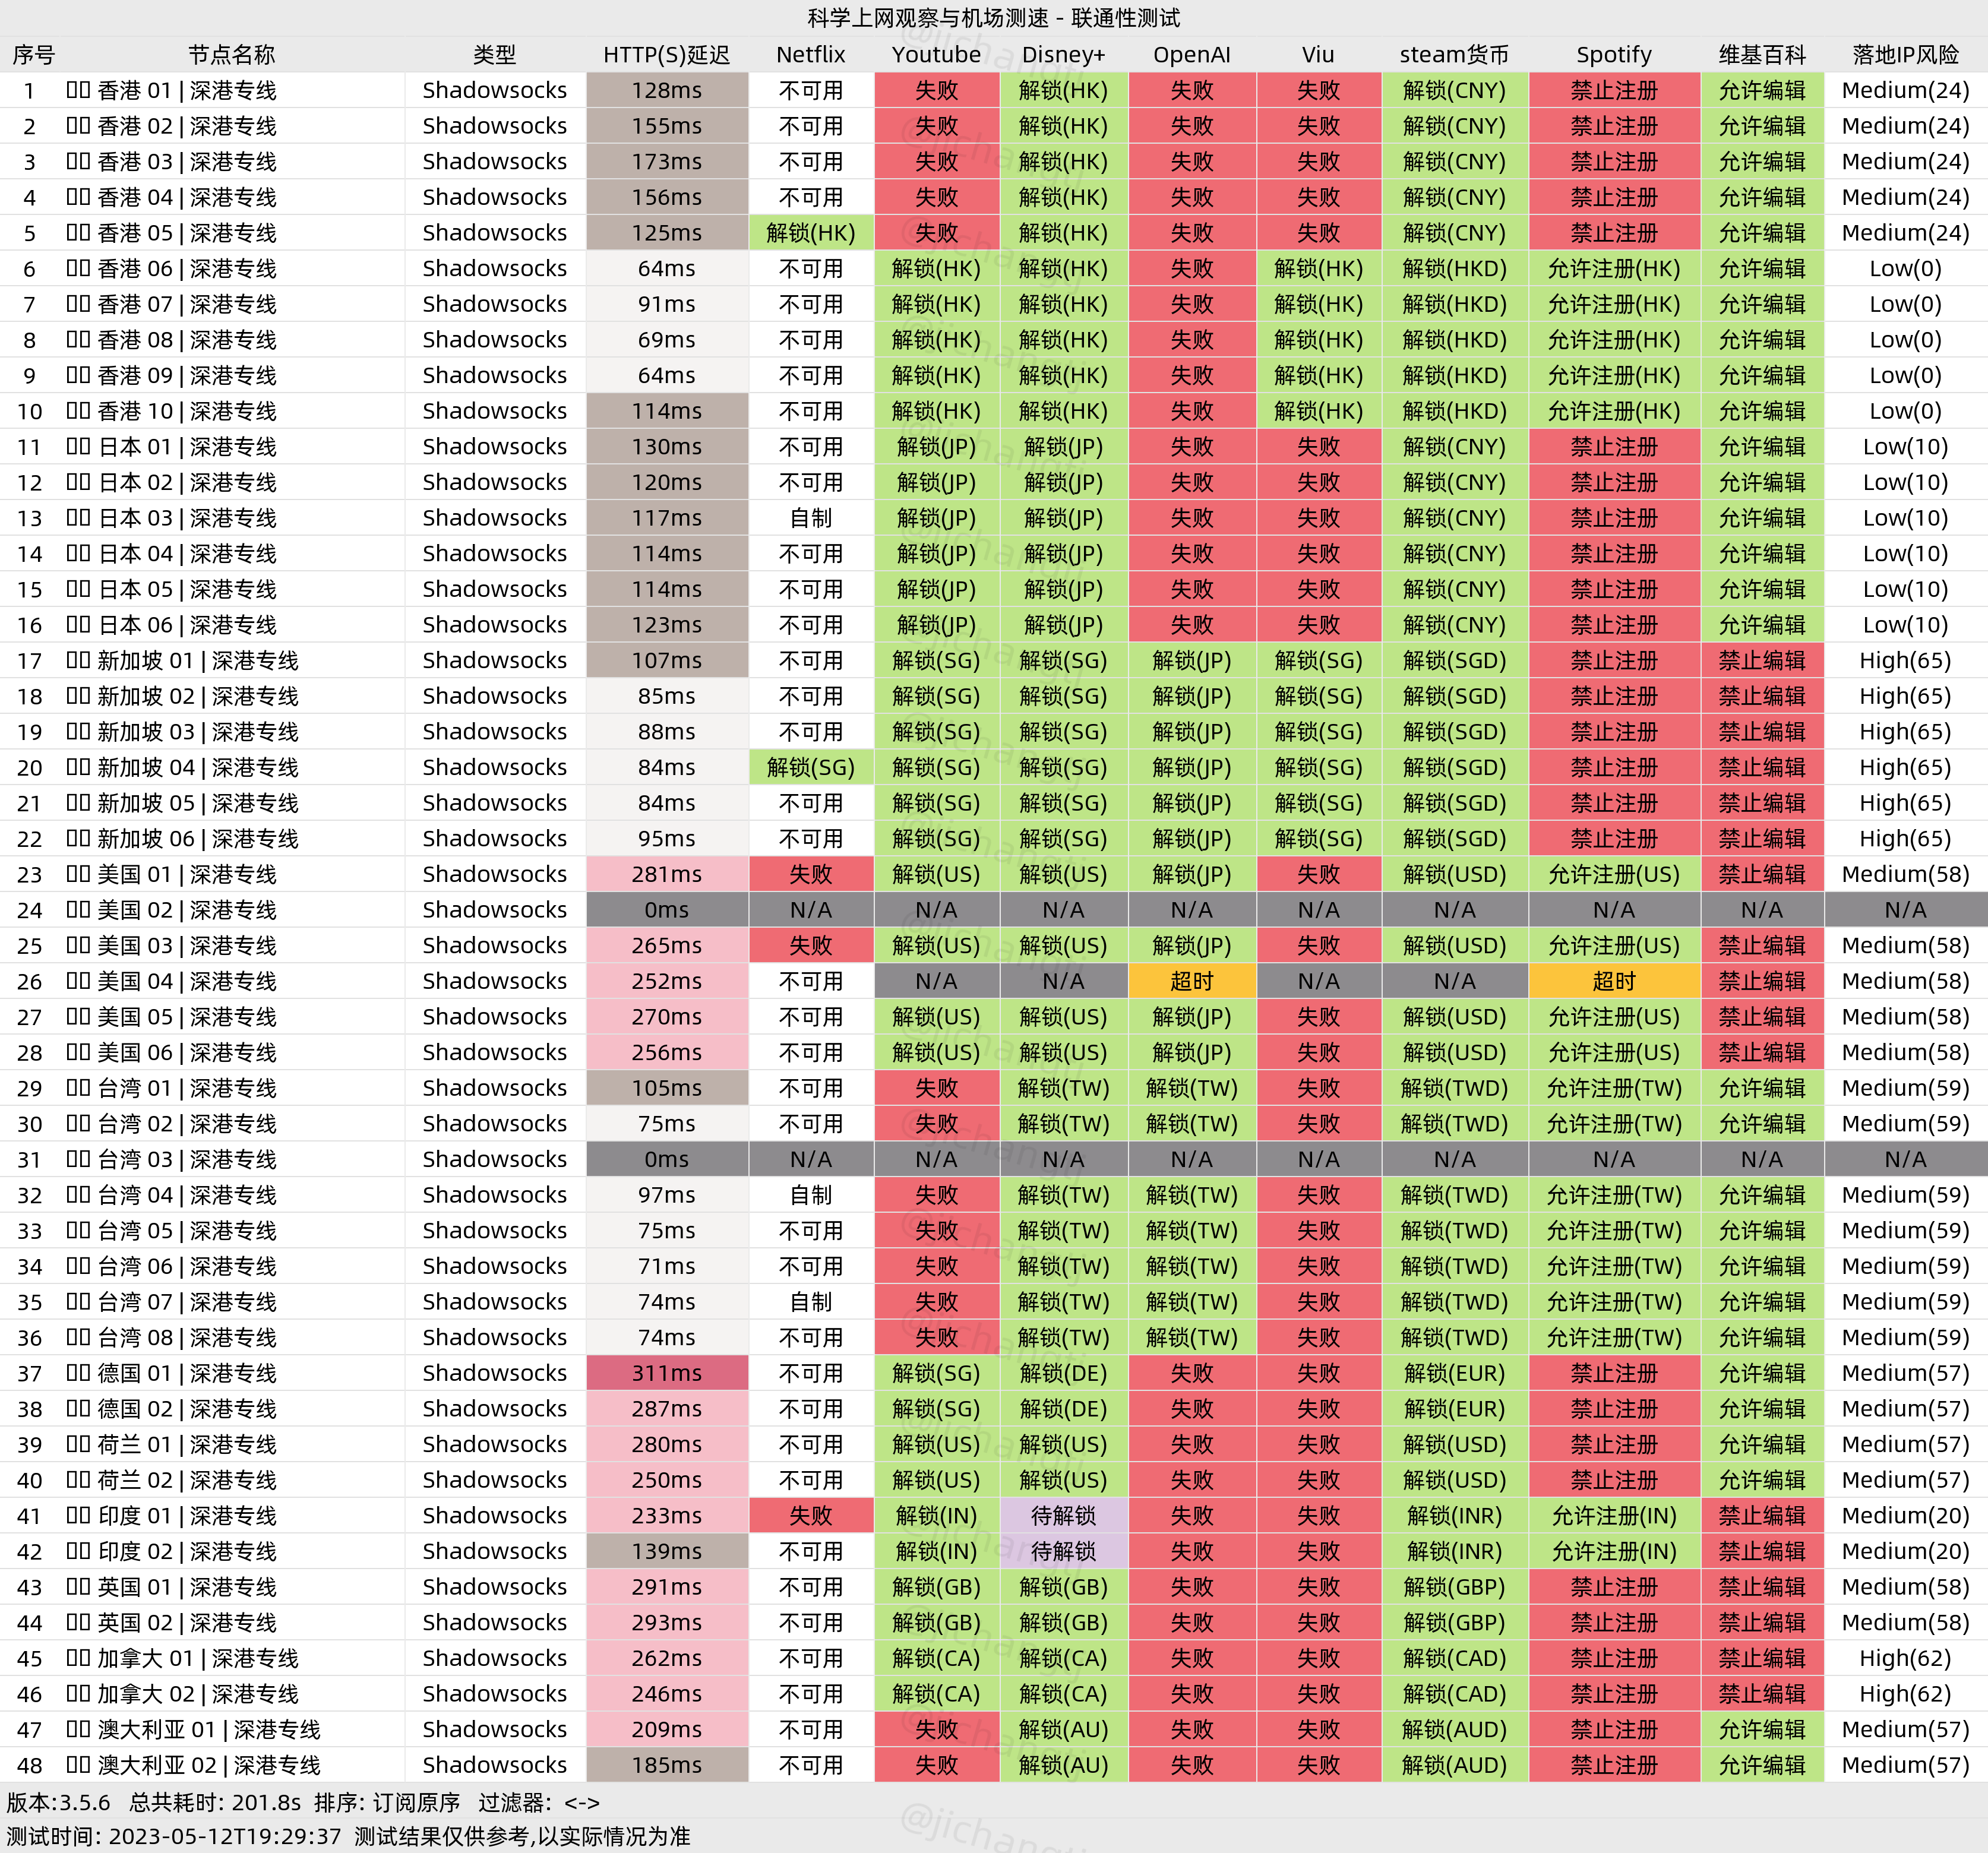 科学上网观察与机场测速 - 联通性测试
序号 节点名称 类型 HTTP(S)延迟 Netflix Youtube Disney+ OpenAI Viu steam货币 Spotify 维基百科 落地IP风险
1 香港 01 | 深港专线 Shadowsocks 128ms 不可用 失败 解锁(HK) 失败 失败 解锁(CNY) 禁止注册 允许编辑 Medium(24)
2 香港 02 | 深港专线 Shadowsocks 155ms 不可用 失败 解锁(HK) 失败 失败 解锁(CNY) 禁止注册 允许编辑 Medium(24)
3 香港 03 | 深港专线 Shadowsocks 173ms 不可用 失败 解锁(HK) 失败 失败 解锁(CNY) 禁止注册 允许编辑 Medium(24)
4 香港 04 | 深港专线 Shadowsocks 156ms 不可用 失败 解锁(HK) 失败 失败 解锁(CNY) 禁止注册 允许编辑 Medium(24)
5 香港 05 | 深港专线 Shadowsocks 125ms 解锁(HK) 失败 解锁(HK) 失败 失败 解锁(CNY) 禁止注册 允许编辑 Medium(24)
6 香港 06 | 深港专线 Shadowsocks 64ms 不可用 解锁(HK) 解锁(HK) 失败 解锁(HK) 解锁(HKD) 允许注册(HK) 允许编辑 Low(0)
7 香港 07 | 深港专线 Shadowsocks 91ms 不可用 解锁(HK) 解锁(HK) 失败 解锁(HK) 解锁(HKD) 允许注册(HK) 允许编辑 Low(0)
8 香港 08 | 深港专线 Shadowsocks 69ms 不可用 解锁(HK) 解锁(HK) 失败 解锁(HK) 解锁(HKD) 允许注册(HK) 允许编辑 Low(0)
9 香港 09 | 深港专线 Shadowsocks 64ms 不可用 解锁(HK) 解锁(HK) 失败 解锁(HK) 解锁(HKD) 允许注册(HK) 允许编辑 Low(0)
10 香港 10 | 深港专线 Shadowsocks 114ms 不可用 解锁(HK) 解锁(HK) 失败 解锁(HK) 解锁(HKD) 允许注册(HK) 允许编辑 Low(0)
11 日本 01 | 深港专线 Shadowsocks 130ms 不可用 解锁(JP) 解锁(JP) 失败 失败 解锁(CNY) 禁止注册 允许编辑 Low(10)
12 日本 02 | 深港专线 Shadowsocks 120ms 不可用 解锁(JP) 解锁(JP) 失败 失败 解锁(CNY) 禁止注册 允许编辑 Low(10)
13 日本 03 | 深港专线 Shadowsocks 117ms 自制 解锁(JP) 解锁(JP) 失败 失败 解锁(CNY) 禁止注册 允许编辑 Low(10)
14 日本 04 | 深港专线 Shadowsocks 114ms 不可用 解锁(JP) 解锁(JP) 失败 失败 解锁(CNY) 禁止注册 允许编辑 Low(10)
15 日本 05 | 深港专线 Shadowsocks 114ms 不可用 解锁(JP) 解锁(JP) 失败 失败 解锁(CNY) 禁止注册 允许编辑 Low(10)
16 日本 06 | 深港专线 Shadowsocks 123ms 不可用 解锁(JP) 解锁(JP) 失败 失败 解锁(CNY) 禁止注册 允许编辑 Low(10)
17 新加坡 01 | 深港专线 Shadowsocks 107ms 不可用 解锁(SG) 解锁(SG) 解锁(JP) 解锁(SG) 解锁(SGD) 禁止注册 禁止编辑 High(65)
18 新加坡 02 | 深港专线 Shadowsocks 85ms 不可用 解锁(SG) 解锁(SG) 解锁(JP) 解锁(SG) 解锁(SGD) 禁止注册 禁止编辑 High(65)
19 新加坡 03 | 深港专线 Shadowsocks 88ms 不可用 解锁(SG) 解锁(SG) 解锁(JP) 解锁(SG) 解锁(SGD) 禁止注册 禁止编辑 High(65)
20 新加坡 04 | 深港专线 Shadowsocks 84ms 解锁(SG) 解锁(SG) 解锁(SG) 解锁(JP) 解锁(SG) 解锁(SGD) 禁止注册 禁止编辑 High(65)
21 新加坡 05 | 深港专线 Shadowsocks 84ms 不可用 解锁(SG) 解锁(SG) 解锁(JP) 解锁(SG) 解锁(SGD) 禁止注册 禁止编辑 High(65)
22 新加坡 06 | 深港专线 Shadowsocks 95ms 不可用 解锁(SG) 解锁(SG) 解锁(JP) 解锁(SG) 解锁(SGD) 禁止注册 禁止编辑 High(65)
23 美国 01 | 深港专线 Shadowsocks 281ms 失败 解锁(US) 解锁(US) 解锁(JP) 失败 解锁(USD) 允许注册(US) 禁止编辑 Medium(58)
24 美国 02 | 深港专线 Shadowsocks 0ms N/A N/A N/A N/A N/A N/A N/A N/A N/A
25 美国 03 | 深港专线 Shadowsocks 265ms 失败 解锁(US) 解锁(US) 解锁(JP) 失败 解锁(USD) 允许注册(US) 禁止编辑 Medium(58)
26 美国 04 | 深港专线 Shadowsocks 252ms 不可用 N/A N/A 超时 N/A N/A 超时 禁止编辑 Medium(58)
27 美国 05 | 深港专线 Shadowsocks 270ms 不可用 解锁(US) 解锁(US) 解锁(JP) 失败 解锁(USD) 允许注册(US) 禁止编辑 Medium(58)
28 美国 06 | 深港专线 Shadowsocks 256ms 不可用 解锁(US) 解锁(US) 解锁(JP) 失败 解锁(USD) 允许注册(US) 禁止编辑 Medium(58)
29 台湾 01 | 深港专线 Shadowsocks 105ms 不可用 失败 解锁(TW) 解锁(TW) 失败 解锁(TWD) 允许注册(TW) 允许编辑 Medium(59)
30 台湾 02 | 深港专线 Shadowsocks 75ms 不可用 失败 解锁(TW) 解锁(TW) 失败 解锁(TWD) 允许注册(TW) 允许编辑 Medium(59)
31 台湾 03 | 深港专线 Shadowsocks 0ms N/A N/A N/A N/A N/A N/A N/A N/A N/A
32 台湾 04 | 深港专线 Shadowsocks 97ms 自制 失败 解锁(TW) 解锁(TW) 失败 解锁(TWD) 允许注册(TW) 允许编辑 Medium(59)
33 台湾 05 | 深港专线 Shadowsocks 75ms 不可用 失败 解锁(TW) 解锁(TW) 失败 解锁(TWD) 允许注册(TW) 允许编辑 Medium(59)
34 台湾 06 | 深港专线 Shadowsocks 71ms 不可用 失败 解锁(TW) 解锁(TW) 失败 解锁(TWD) 允许注册(TW) 允许编辑 Medium(59)
35 台湾 07 | 深港专线 Shadowsocks 74ms 自制 失败 解锁(TW) 解锁(TW) 失败 解锁(TWD) 允许注册(TW) 允许编辑 Medium(59)
36 台湾 08 | 深港专线 Shadowsocks 74ms 不可用 失败 解锁(TW) 解锁(TW) 失败 解锁(TWD) 允许注册(TW) 允许编辑 Medium(59)
37 德国 01 | 深港专线 Shadowsocks 311ms 不可用 解锁(SG) 解锁(DE) 失败 失败 解锁(EUR) 禁止注册 允许编辑 Medium(57)
38 德国 02 | 深港专线 Shadowsocks 287ms 不可用 解锁(SG) 解锁(DE) 失败 失败 解锁(EUR) 禁止注册 允许编辑 Medium(57)
39 荷兰 01 | 深港专线 Shadowsocks 280ms 不可用 解锁(US) 解锁(US) 失败 失败 解锁(USD) 禁止注册 允许编辑 Medium(57)
40 荷兰 02 | 深港专线 Shadowsocks 250ms 不可用 解锁(US) 解锁(US) 失败 失败 解锁(USD) 禁止注册 允许编辑 Medium(57)
41 印度 01 | 深港专线 Shadowsocks 233ms 失败 解锁(IN) 待解锁 失败 失败 解锁(INR) 允许注册(IN) 禁止编辑 Medium(20)
42 印度 02 | 深港专线 Shadowsocks 139ms 不可用 解锁(IN) 待解锁 失败 失败 解锁(INR) 允许注册(IN) 禁止编辑 Medium(20)
43 英国 01 | 深港专线 Shadowsocks 291ms 不可用 解锁(GB) 解锁(GB) 失败 失败 解锁(GBP) 禁止注册 禁止编辑 Medium(58)
44 英国 02 | 深港专线 Shadowsocks 293ms 不可用 解锁(GB) 解锁(GB) 失败 失败 解锁(GBP) 禁止注册 禁止编辑 Medium(58)
45 加拿大 01 | 深港专线 Shadowsocks 262ms 不可用 解锁(CA) 解锁(CA) 失败 失败 解锁(CAD) 禁止注册 禁止编辑 High(62)
46 加拿大 02 | 深港专线 Shadowsocks 246ms 不可用 解锁(CA) 解锁(CA) 失败 失败 解锁(CAD) 禁止注册 禁止编辑 High(62)
47 澳大利亚 01 | 深港专线 Shadowsocks 209ms 不可用 失败 解锁(AU) 失败 失败 解锁(AUD) 禁止注册 允许编辑 Medium(57)
48 澳大利亚 02 | 深港专线 Shadowsocks 185ms 不可用 失败 解锁(AU) 失败 失败 解锁(AUD) 禁止注册 允许编辑 Medium(57)
版本:3.5.6 总共耗时: 201.8s 排序: 订阅原序 过滤器: <->
测试时间: 2023-05-12T19:29:37 测试结果仅供参考,以实际情况为准